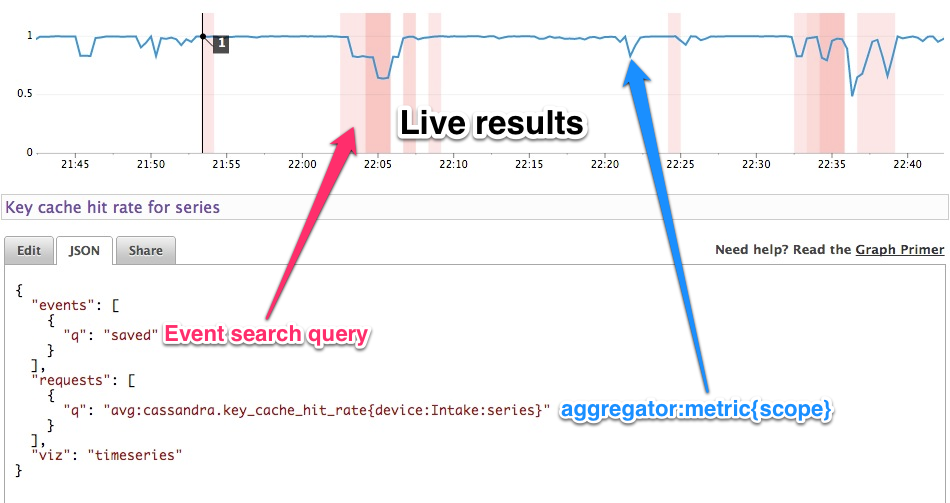 1
1
0.5
Live results
0
21:45 21:50 21:55 22:00 22:05 22:10 22:15 22:20 22:25 22:30 22:35 22:40
Key cache hit rate for series
Edit JSON Share Need help? Read the Graph Primer
{
"events": [
{
"q": "saved" Event search query
}
],
"requests": [
{
"q": "avg:cassandra.key_cache_hit_rate{device:Intake:series}" aggregator:metric{scope}
}
],
"viz": "timeseries"
}